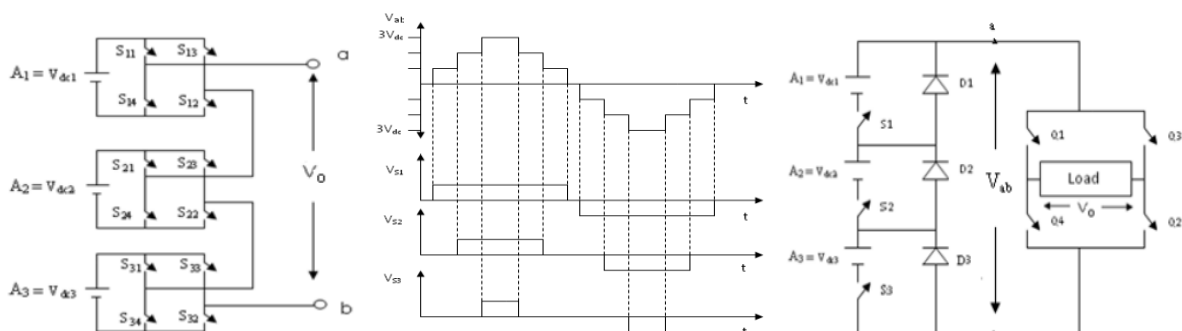 S11
S13
a
A1 = Vdc1
S14
S12
S21
S23
V0
A2 = Vdc2
S24
S22
S31
S33
A3 = Vdc3
S34
S32
b
Vab
3Vdc
t
3Vdc
VS1
t
VS2
t
VS3
t
a
A1 = Vdc1
D1
S1
Q1
Q3
A2 = Vdc2
D2
Vab
Load
S2
V0
Q4
Q2
A3 = Vdc3
D3
S3